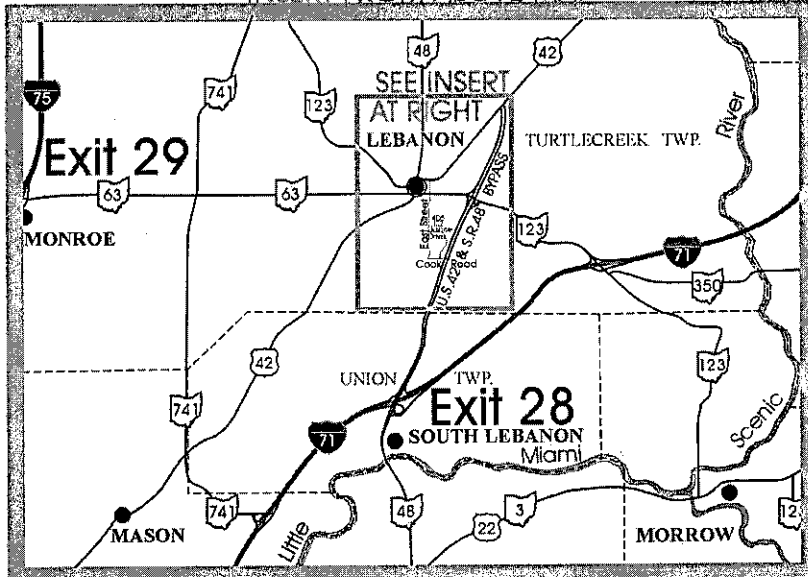 48
42
741
123
SEE INSERT
AT RIGHT
75
LEBANON
TURTLECREEK TWP.
River
Exit 29
63
63
MONROE
East Street
U.S. 42 & S.R. 48 BYPASS
123
71
350
42
UNION TWP.
123
741
Exit 28
71
SOUTH LEBANON
Scenic
Miami
741
MASON
Little
48
22
3
MORROW